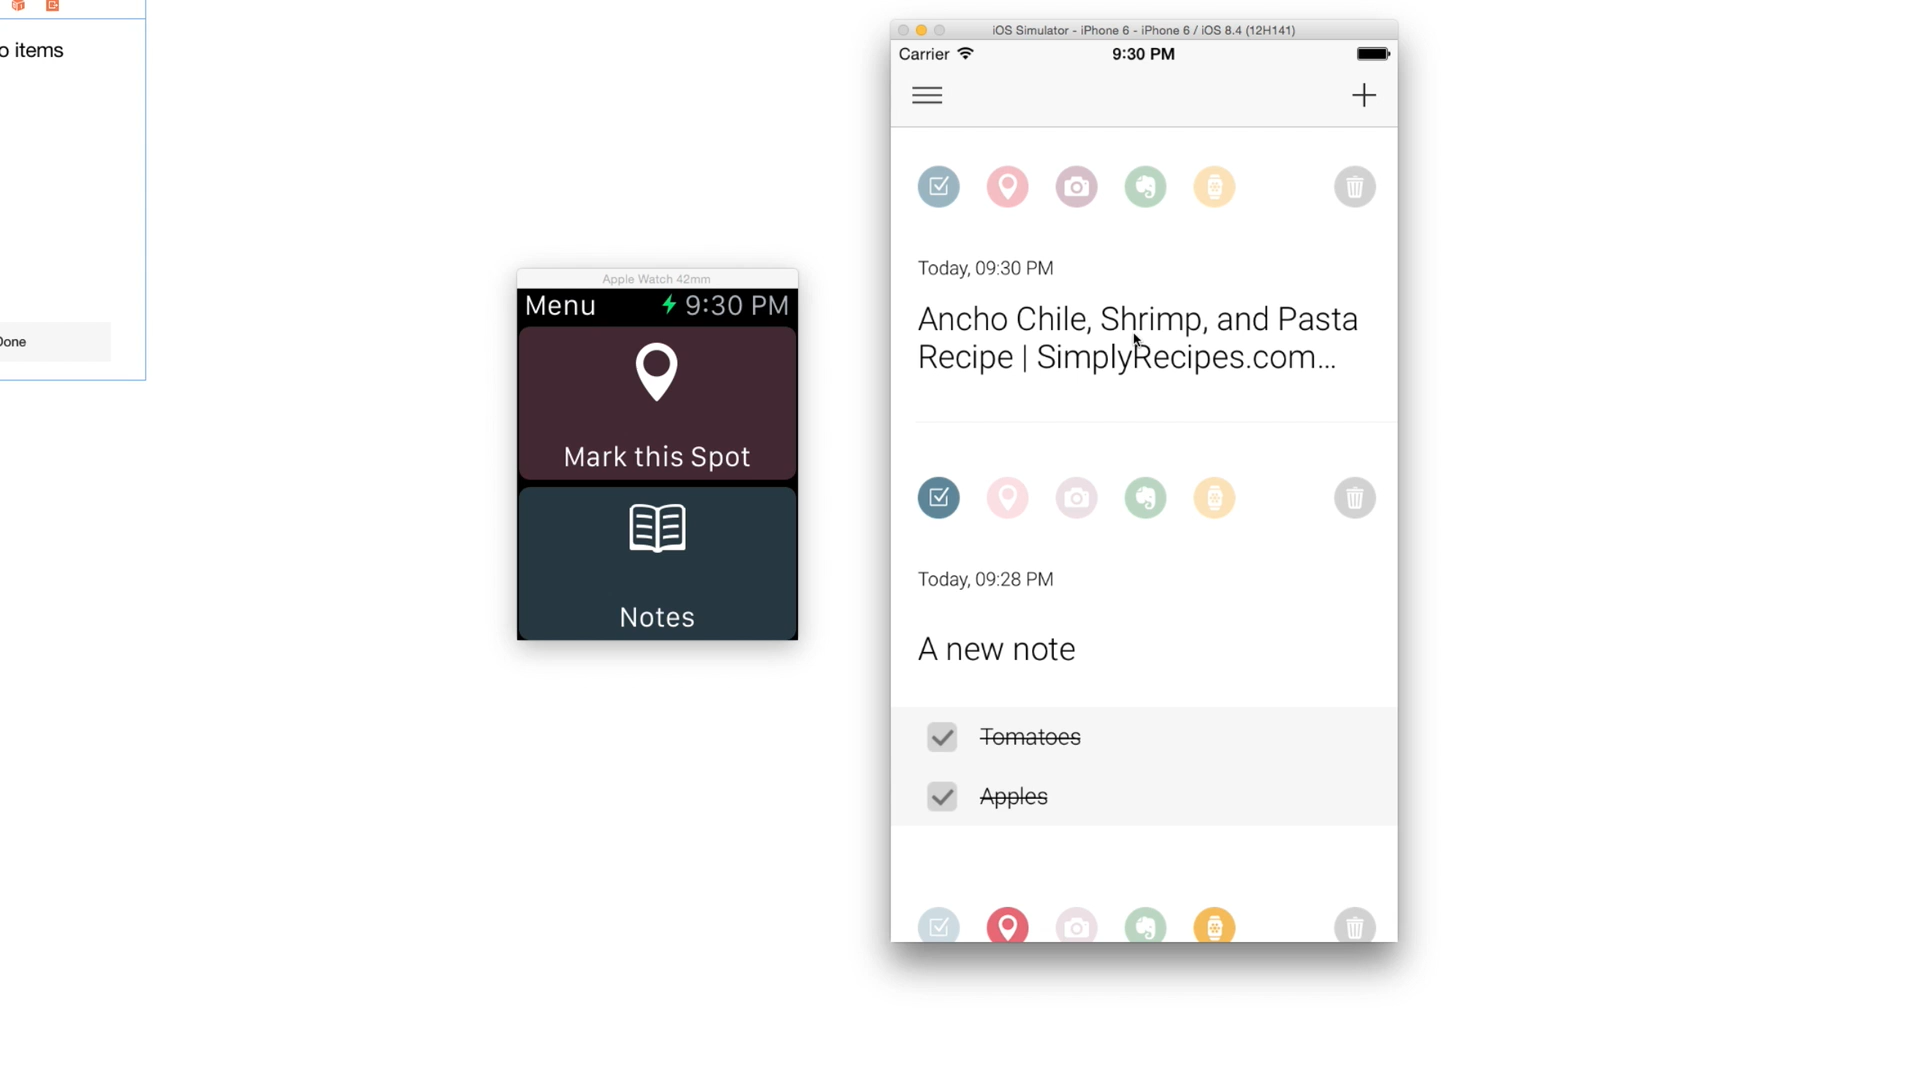 o items
Done
Apple Watch 42mm
Menu 9:30 PM
Mark this Spot
Notes
iOS Simulator - iPhone 6 - iPhone 6 / iOS 8.4 (12H141)
Carrier 9:30 PM
Today, 09:30 PM
Ancho Chile, Shrimp, and Pasta
Recipe | SimplyRecipes.com...
Today, 09:28 PM
A new note
Tomatoes
Apples